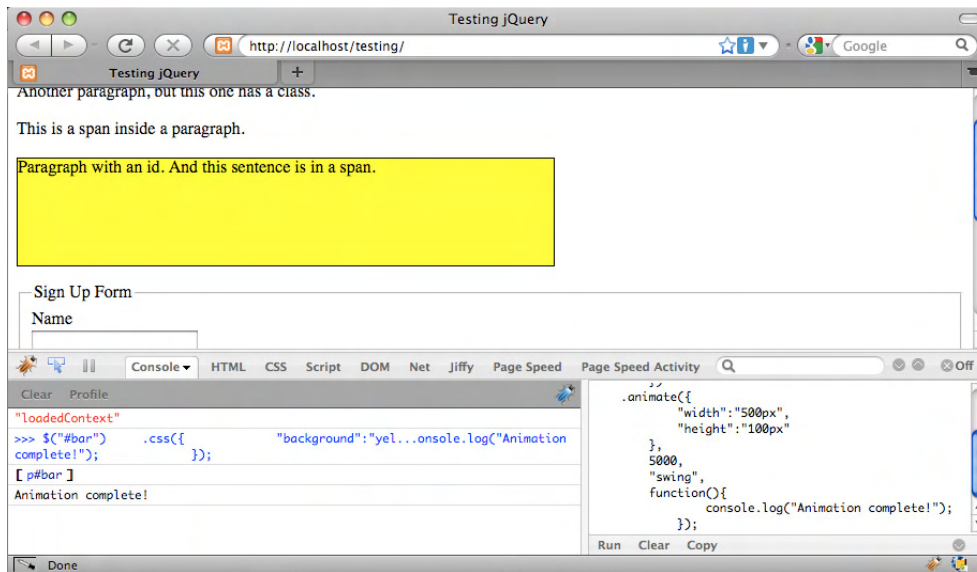 Testing jQuery
http://localhost/testing/
Google
Testing jQuery
+
Another paragraph, but this one has a class.
This is a span inside a paragraph.
Paragraph with an id. And this sentence is in a span.
Sign Up Form
Name
Console HTML CSS Script DOM Net Jiffy Page Speed Page Speed Activity Off
Clear Profile
"loadedContext"
>>> $("#bar") .css({ "background":"yel...onsole.log("Animation
complete!"); });
[ p#bar ]
Animation complete!
.animate({
"width":"500px",
"height":"100px"
},
5000,
"swing",
function(){
console.log("Animation complete!");
});
Run Clear Copy
Done